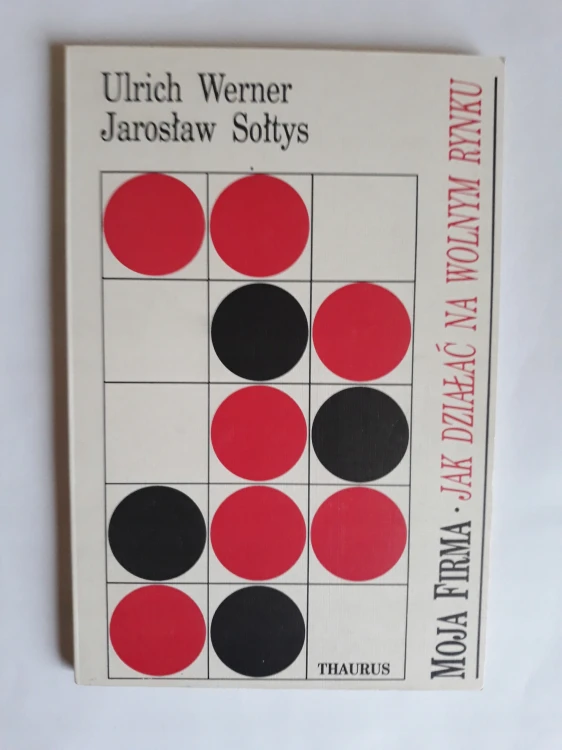 Ulrich Werner
Jarosław Sołtys
MOJA FIRMA · JAK DZIAŁAĆ NA WOLNYM RYNKU
THAURUS